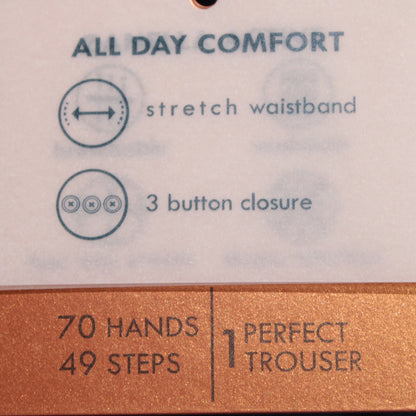 ALL DAY COMFORT
stretch waistband
3 button closure
70 HANDS
49 STEPS
1 PERFECT
TROUSER